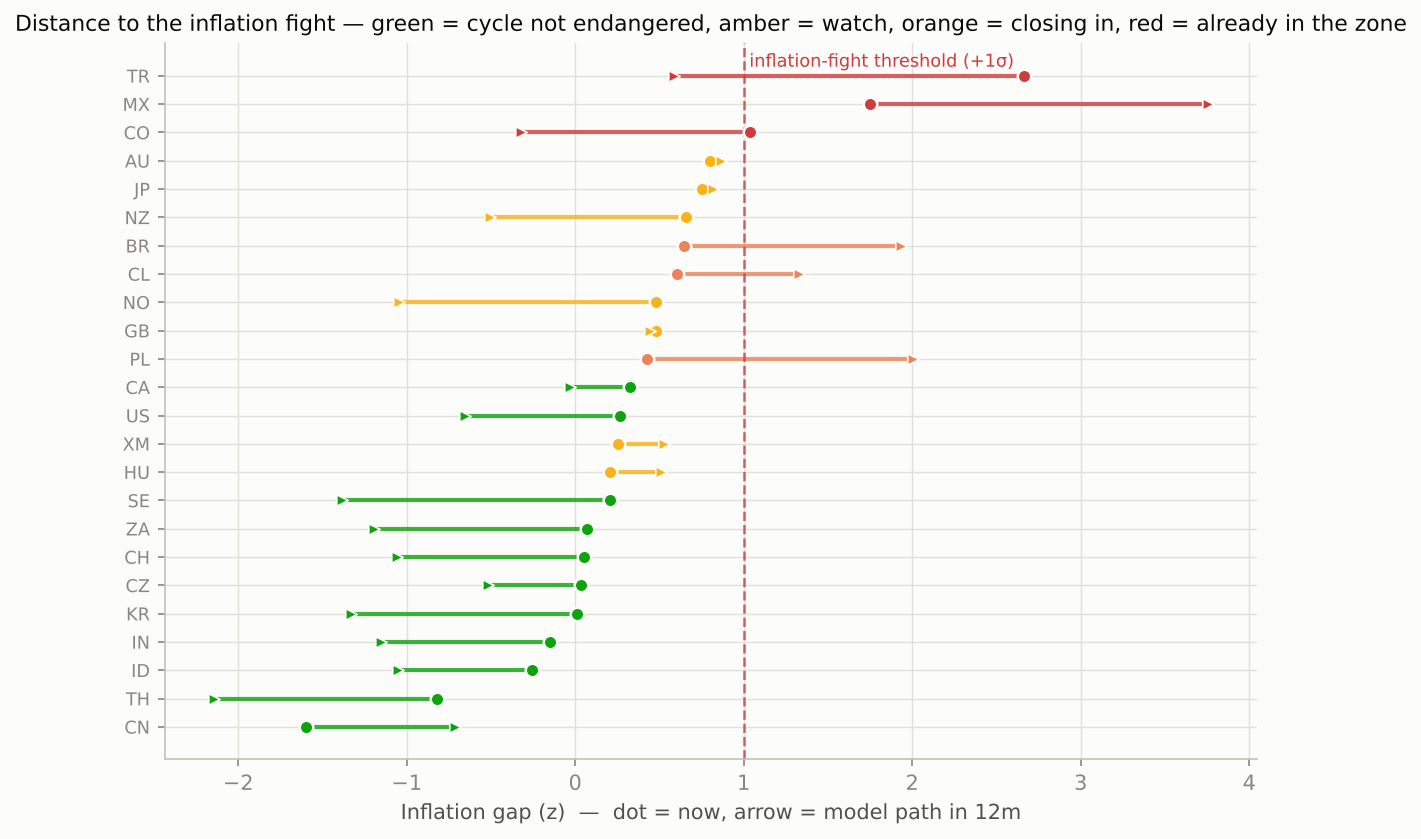 Distance to the inflation fight — green = cycle not endangered, amber = watch, orange = closing in, red = already in the zone
inflation-fight threshold (+1σ)
TR
MX
CO
AU
JP
NZ
BR
CL
NO
GB
PL
CA
US
XM
HU
SE
ZA
CH
CZ
KR
IN
ID
TH
CN
−2 −1 0 1 2 3 4
Inflation gap (z) — dot = now, arrow = model path in 12m